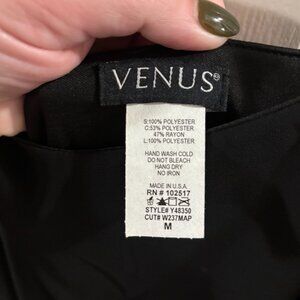 VENUS®
S:100% POLYESTER
C:53% POLYESTER
47% RAYON
L:100% POLYESTER
HAND WASH COLD
DO NOT BLEACH
HANG DRY
NO IRON
MADE IN U.S.A.
RN # 102517
STYLE# Y48350
CUT# W237MAP
M